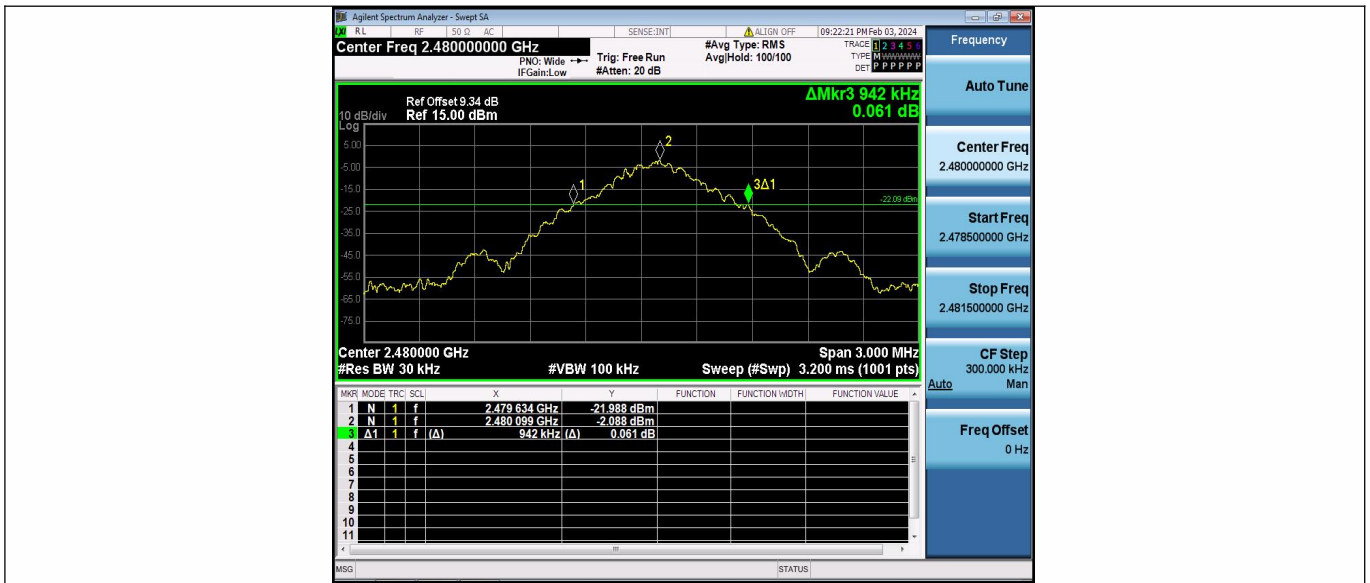 Agilent Spectrum Analyzer - Swept SA
RL RF 50 Ω AC SENSE:INT ALIGN OFF 09:22:21 PM Feb 03, 2024
Center Freq 2.480000000 GHz
PNO: Wide
IFGain:Low
Trig: Free Run
#Atten: 20 dB
#Avg Type: RMS
Avg|Hold: 100/100
TRACE 1 2 3 4 5 6
TYPE M W W W W W
DET P P P P P P
Ref Offset 9.34 dB
10 dB/div Ref 15.00 dBm
Log
ΔMkr3 942 kHz
0.061 dB
5.00
-5.00
-15.0
-25.0
-35.0
-45.0
-55.0
-65.0
-75.0
1
2
3Δ1
-22.09 dBm
Center 2.480000 GHz Span 3.000 MHz
#Res BW 30 kHz #VBW 100 kHz Sweep (#Swp) 3.200 ms (1001 pts)
MKR MODE TRC SCL X Y FUNCTION FUNCTION WIDTH FUNCTION VALUE
1 N 1 f 2.479 634 GHz -21.988 dBm
2 N 1 f 2.480 099 GHz -2.088 dBm
3 Δ1 1 f (Δ) 942 kHz (Δ) 0.061 dB
4
5
6
7
8
9
10
11
MSG STATUS
Frequency
Auto Tune
Center Freq
2.480000000 GHz
Start Freq
2.478500000 GHz
Stop Freq
2.481500000 GHz
CF Step
300.000 kHz
Auto Man
Freq Offset
0 Hz